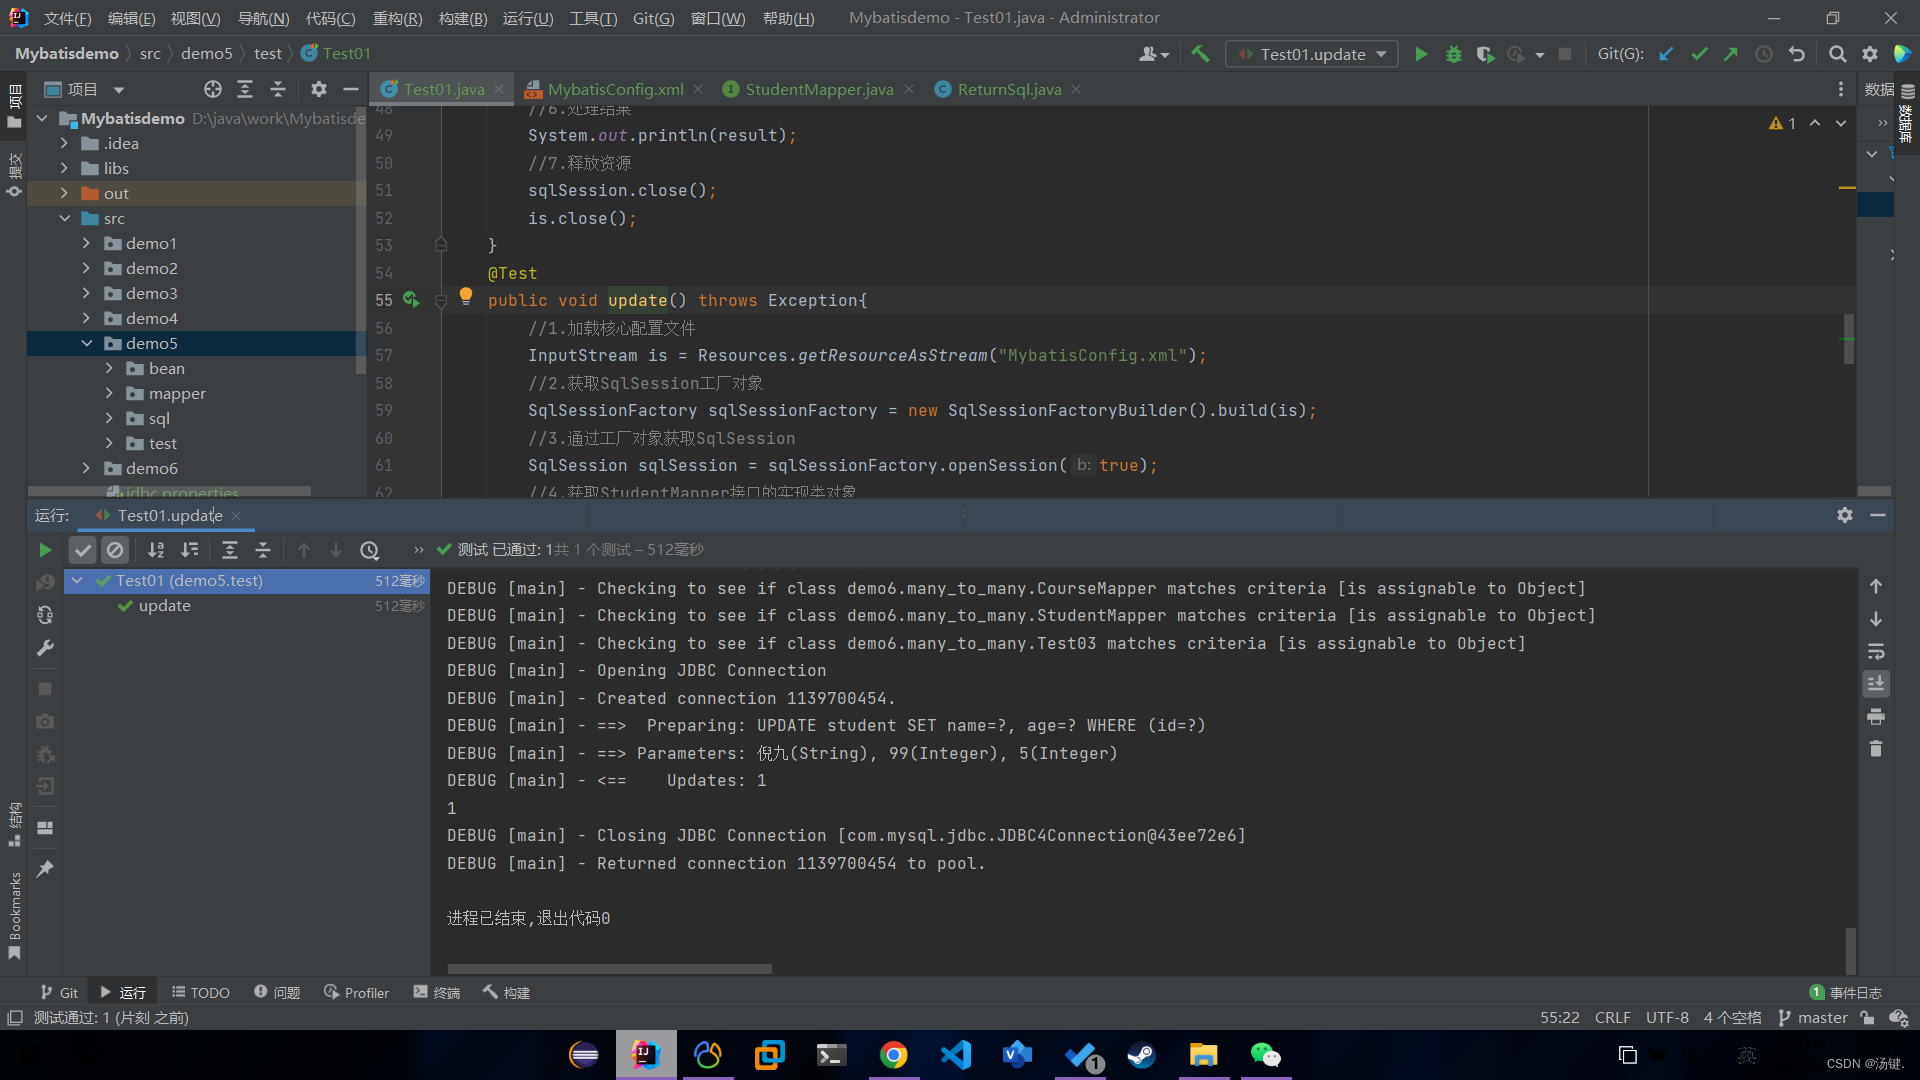 文件(F) 编辑(E) 视图(V) 导航(N) 代码(C) 重构(R) 构建(B) 运行(U) 工具(T) Git(G) 窗口(W) 帮助(H) Mybatisdemo - Test01.java - Administrator
Mybatisdemo src demo5 test Test01 Test01.update Git(G):
项目 Test01.java MybatisConfig.xml StudentMapper.java ReturnSql.java 数据
项目
提交
数据库
Mybatisdemo D:\java\work\Mybatisde
.idea
libs
out
src
demo1
demo2
demo3
demo4
demo5
bean
mapper
sql
test
demo6
jdbc.properties
1
48 //6.处理结果
49 System.out.println(result);
50 //7.释放资源
51 sqlSession.close();
52 is.close();
53 }
54 @Test
55 public void update() throws Exception{
56 //1.加载核心配置文件
57 InputStream is = Resources.getResourceAsStream("MybatisConfig.xml");
58 //2.获取SqlSession工厂对象
59 SqlSessionFactory sqlSessionFactory = new SqlSessionFactoryBuilder().build(is);
60 //3.通过工厂对象获取SqlSession
61 SqlSession sqlSession = sqlSessionFactory.openSession( b: true);
62 //4.获取StudentMapper接口的实现类对象
运行: Test01.update
测试 已通过: 1共 1 个测试 – 512毫秒
Test01 (demo5.test) 512毫秒
update 512毫秒
DEBUG [main] - Checking to see if class demo6.many_to_many.CourseMapper matches criteria [is assignable to Object]
DEBUG [main] - Checking to see if class demo6.many_to_many.StudentMapper matches criteria [is assignable to Object]
DEBUG [main] - Checking to see if class demo6.many_to_many.Test03 matches criteria [is assignable to Object]
DEBUG [main] - Opening JDBC Connection
DEBUG [main] - Created connection 1139700454.
DEBUG [main] - ==>  Preparing: UPDATE student SET name=?, age=? WHERE (id=?)
DEBUG [main] - ==> Parameters: 倪九(String), 99(Integer), 5(Integer)
DEBUG [main] - <==    Updates: 1
1
DEBUG [main] - Closing JDBC Connection [com.mysql.jdbc.JDBC4Connection@43ee72e6]
DEBUG [main] - Returned connection 1139700454 to pool.
进程已结束,退出代码0
结构
Bookmarks
Git 运行 TODO 问题 Profiler 终端 构建 1 事件日志
测试通过: 1 (片刻 之前) 55:22 CRLF UTF-8 4 个空格 master
1
英
CSDN @汤键.